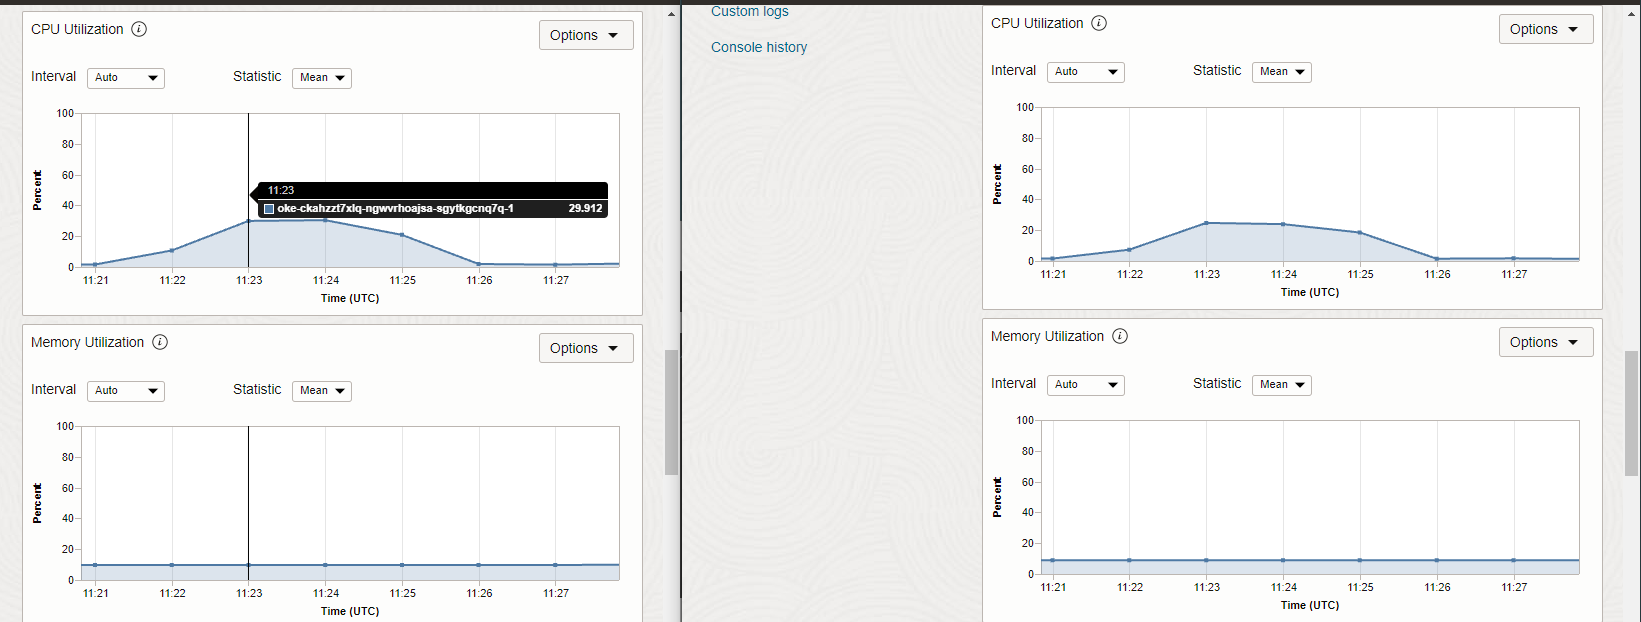 CPU Utilization
Options
Interval Auto Statistic Mean
100
80
60
40
20
0
Percent
11:23
oke-ckahzzt7xlq-ngwvrhoajsa-sgytkgcnq7q-1 29.912
11:21 11:22 11:23 11:24 11:25 11:26 11:27
Time (UTC)
Memory Utilization
Options
Interval Auto Statistic Mean
100
80
60
40
20
0
Percent
11:21 11:22 11:23 11:24 11:25 11:26 11:27
Time (UTC)
Custom logs
Console history
CPU Utilization
Options
Interval Auto Statistic Mean
100
80
60
40
20
0
Percent
11:21 11:22 11:23 11:24 11:25 11:26 11:27
Time (UTC)
Memory Utilization
Options
Interval Auto Statistic Mean
100
80
60
40
20
0
Percent
11:21 11:22 11:23 11:24 11:25 11:26 11:27
Time (UTC)